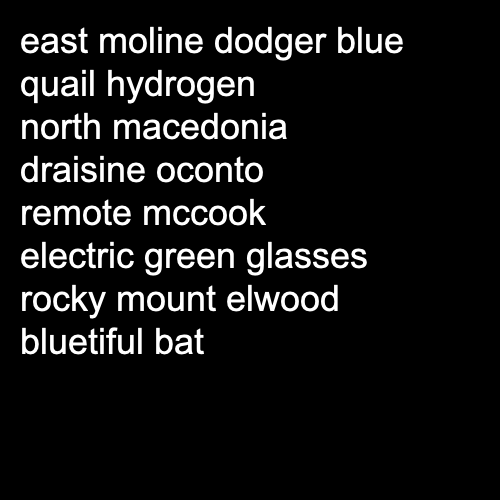 east moline dodger blue
quail hydrogen
north macedonia
draisine oconto
remote mccook
electric green glasses
rocky mount elwood
bluetiful bat